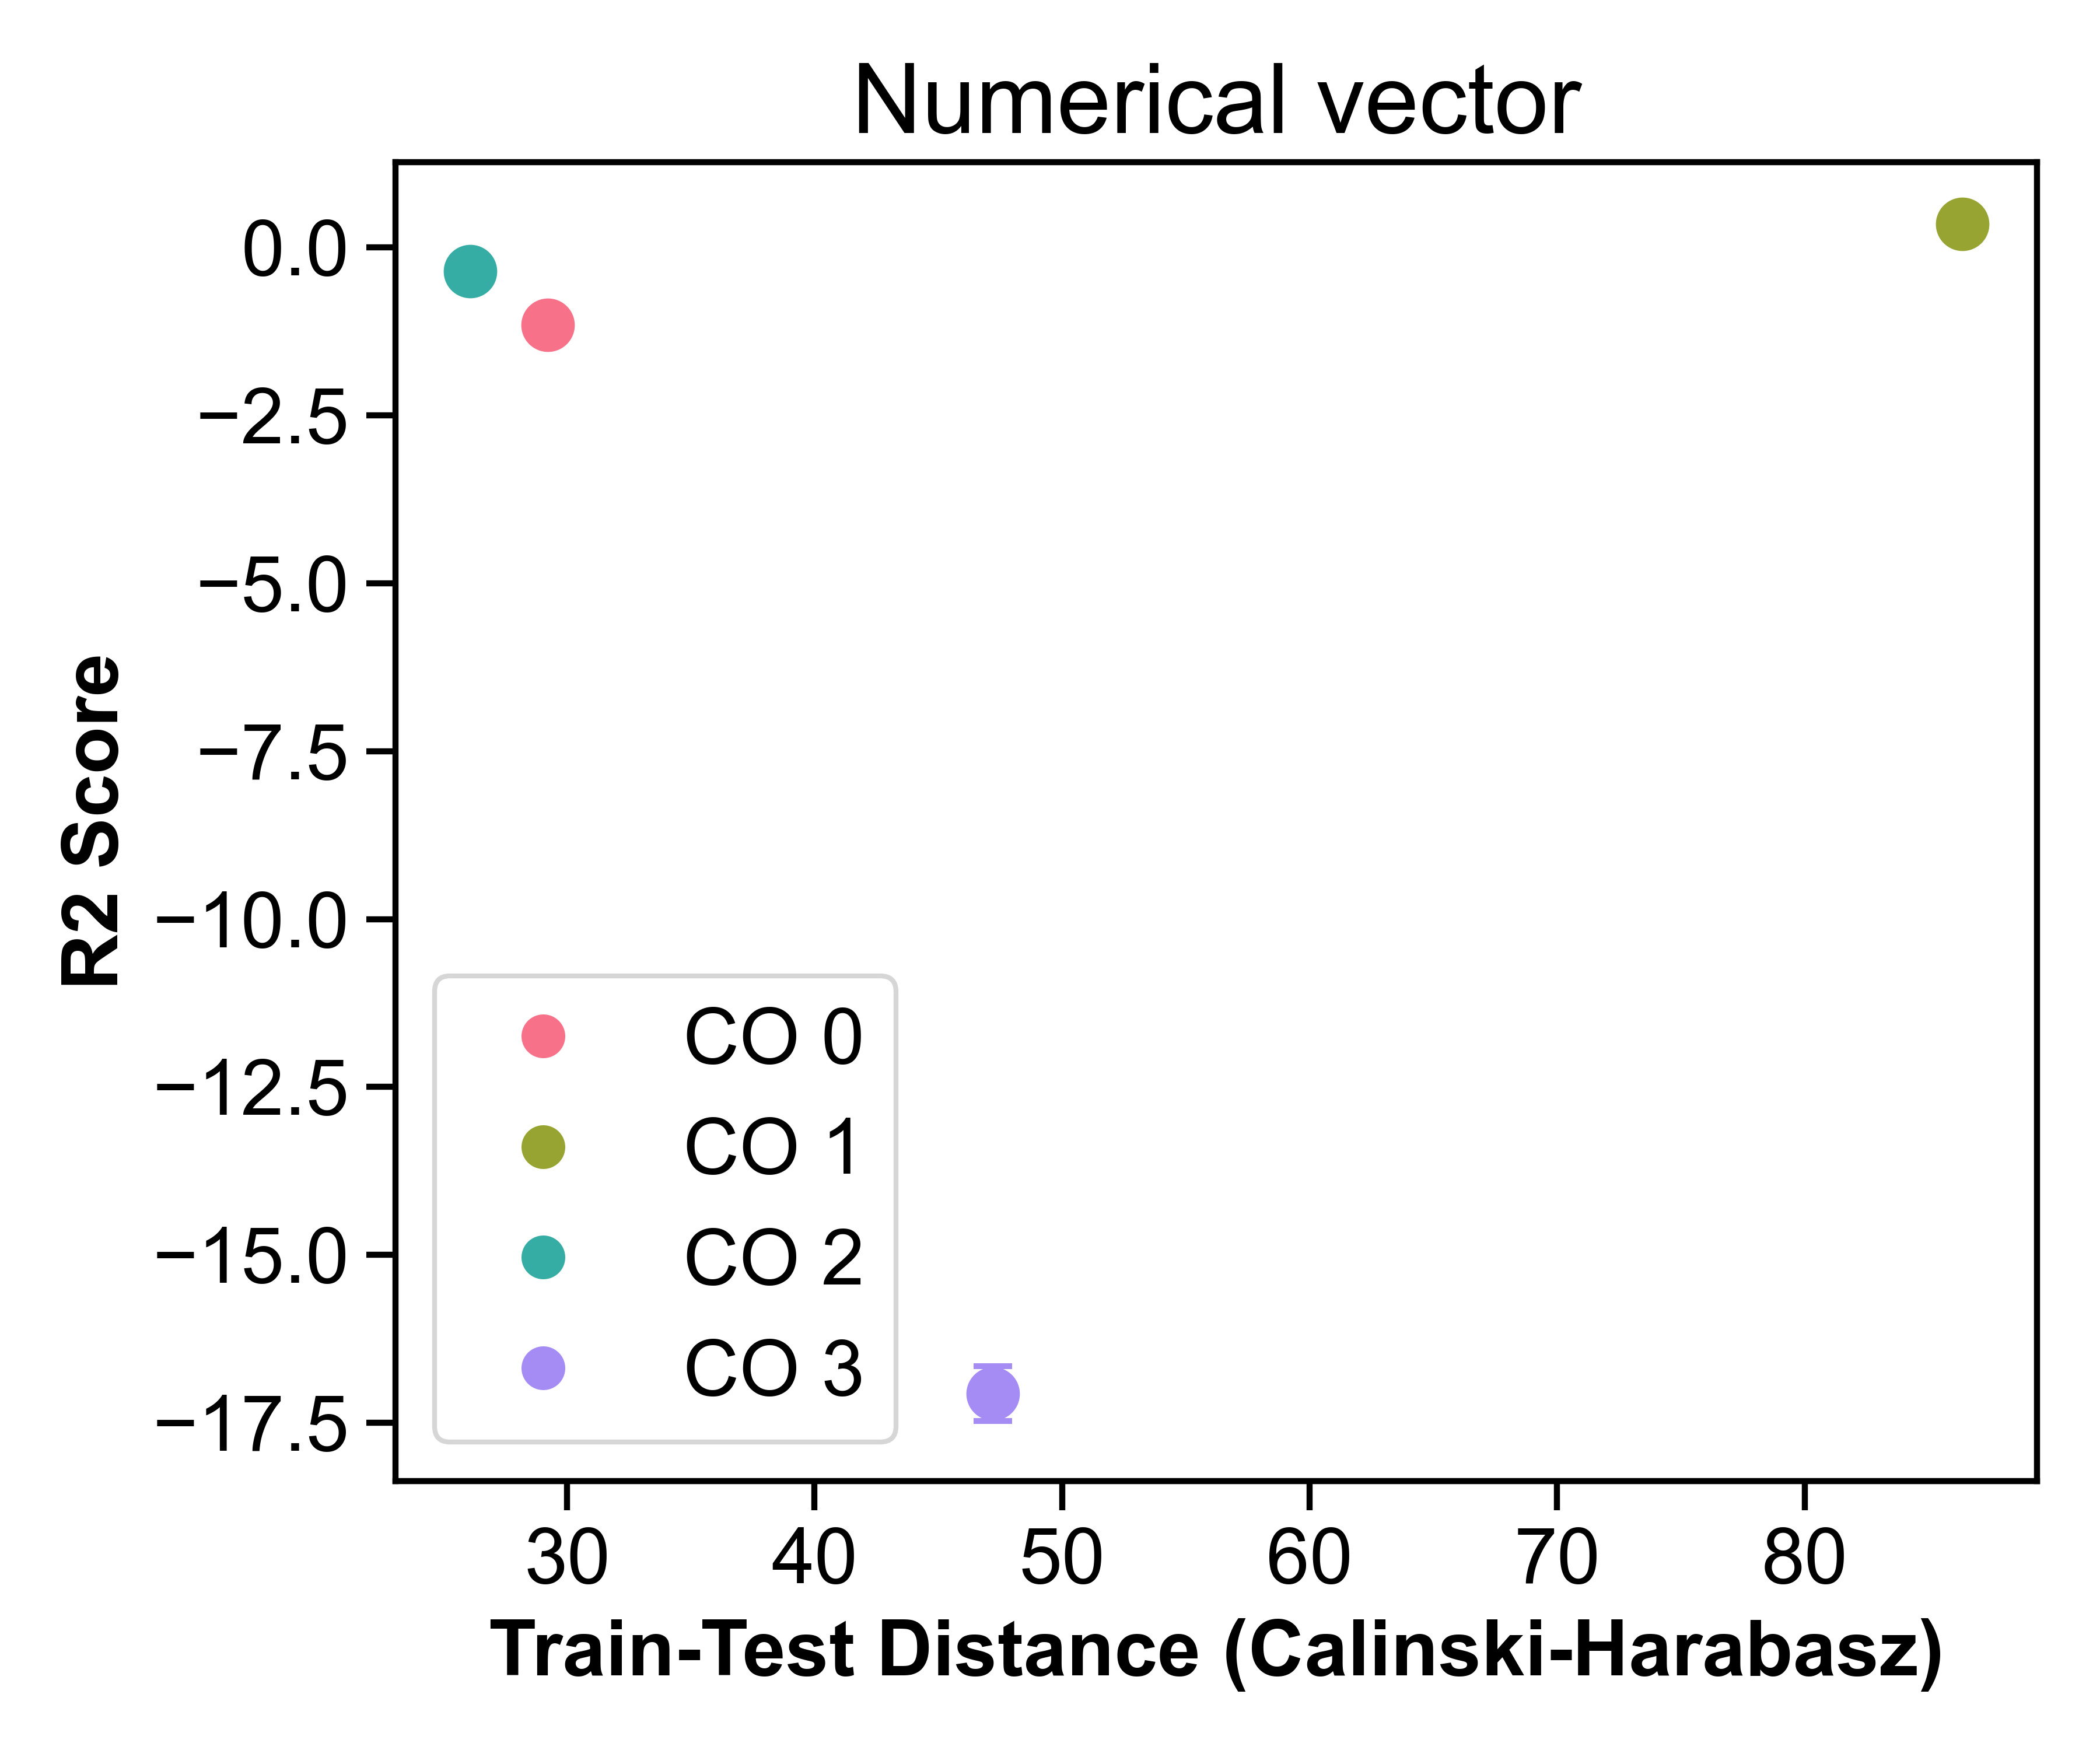 Numerical vector
R2 Score
0.0
−2.5
−5.0
−7.5
−10.0
−12.5
−15.0
−17.5
CO 0
CO 1
CO 2
CO 3
30 40 50 60 70 80
Train-Test Distance (Calinski-Harabasz)